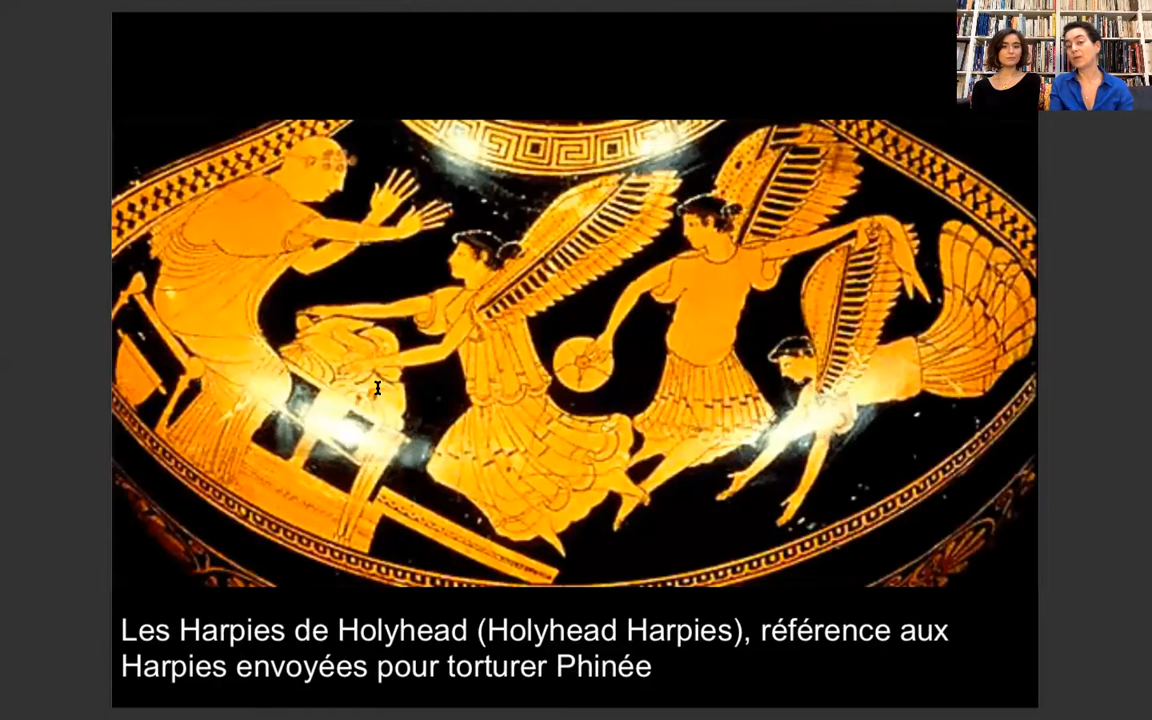 Les Harpies de Holyhead (Holyhead Harpies), référence aux
Harpies envoyées pour torturer Phinée